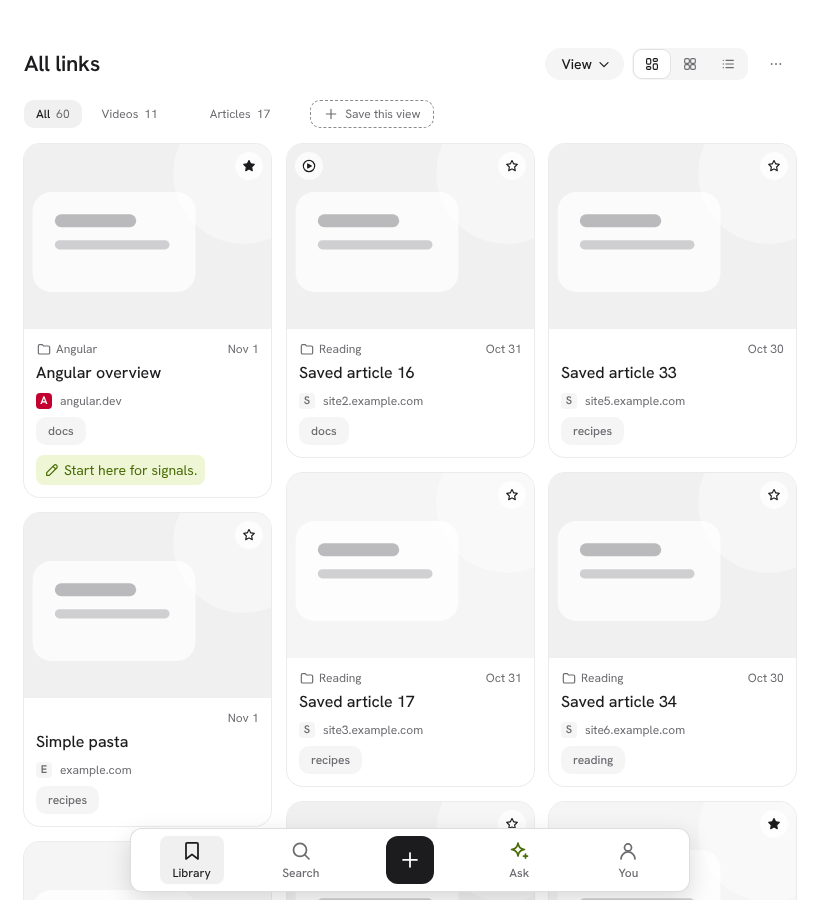 All links
View
All 60
Videos 11
Articles 17
Save this view
Angular
Nov 1
Angular overview
A angular.dev
docs
Start here for signals.
Nov 1
Simple pasta
E example.com
recipes
Reading
Oct 31
Saved article 16
S site2.example.com
docs
Reading
Oct 31
Saved article 17
S site3.example.com
recipes
Oct 30
Saved article 33
S site5.example.com
recipes
Reading
Oct 30
Saved article 34
S site6.example.com
reading
Library
Search
Ask
You